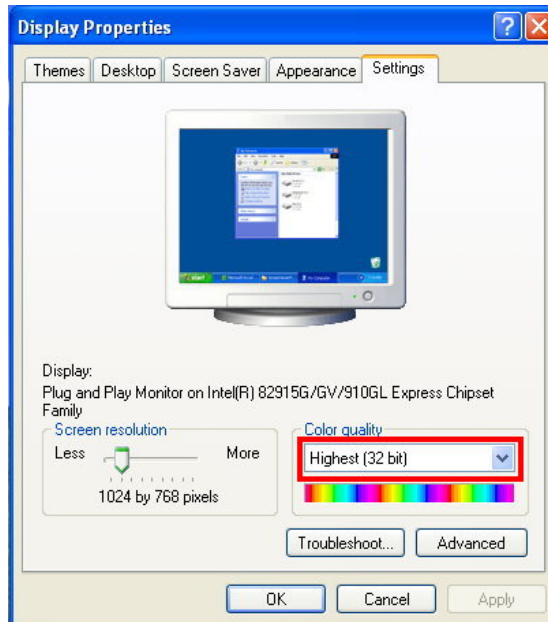 Display Properties
Themes Desktop Screen Saver Appearance Settings
Display:
Plug and Play Monitor on Intel(R) 82915G/GV/910GL Express Chipset
Family
Screen resolution
Less More
1024 by 768 pixels
Color quality
Highest (32 bit)
Troubleshoot... Advanced
OK Cancel Apply